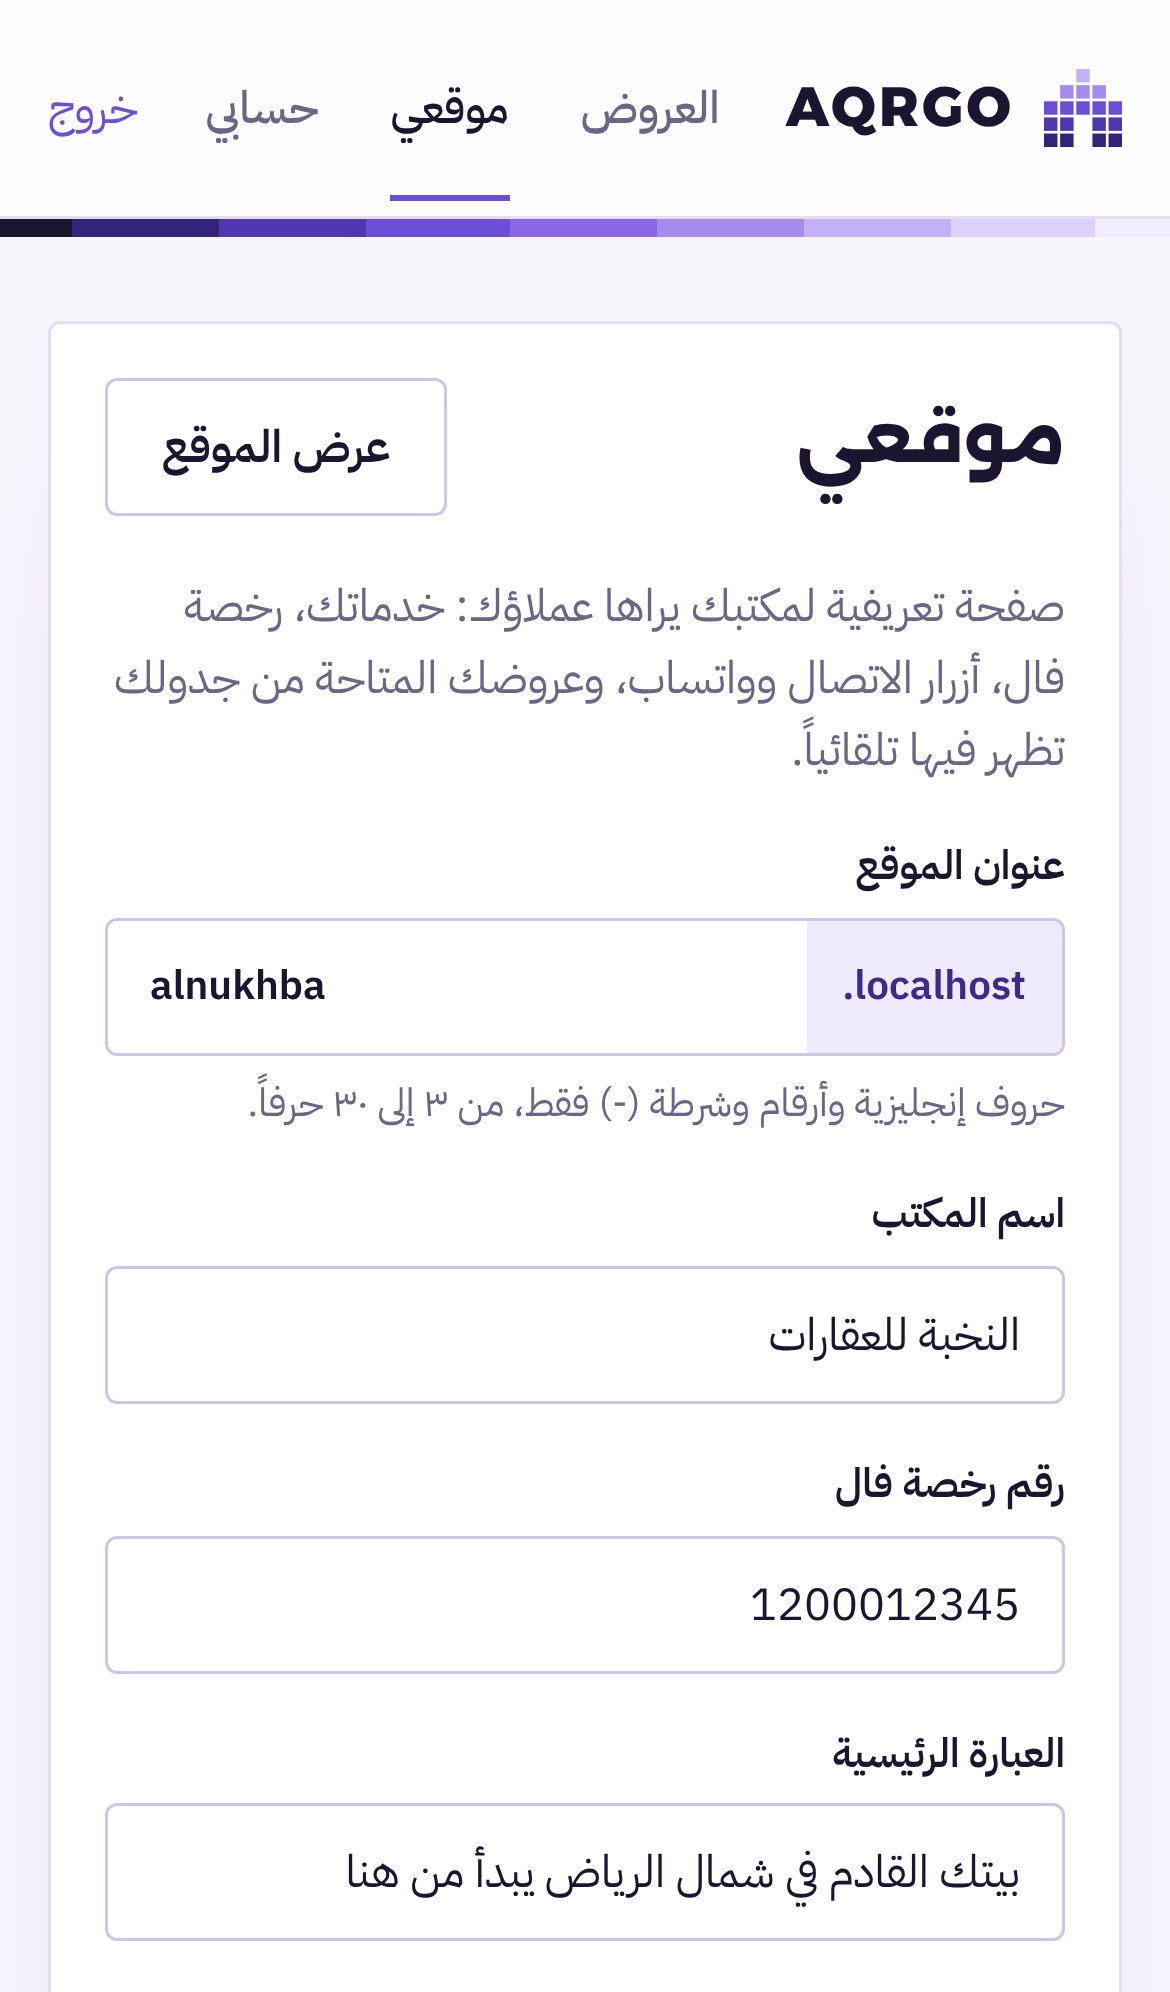 AQRGO
العروض
موقعي
حسابي
خروج
موقعي
عرض الموقع
صفحة تعريفية لمكتبك يراها عملاؤك: خدماتك، رخصة
فال، أزرار الاتصال وواتساب، وعروضك المتاحة من جدولك
تظهر فيها تلقائياً.
عنوان الموقع
alnukhba
.localhost
حروف إنجليزية وأرقام وشرطة (-) فقط، من ٣ إلى ٣٠ حرفاً.
اسم المكتب
النخبة للعقارات
رقم رخصة فال
1200012345
العبارة الرئيسية
بيتك القادم في شمال الرياض يبدأ من هنا